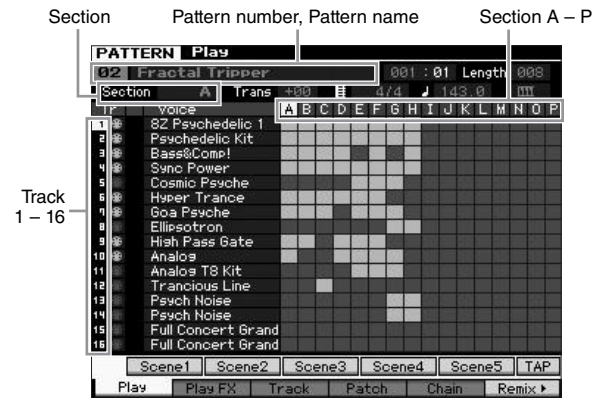 Section Pattern number, Pattern name Section A – P
PATTERN Play
02 Fractal Tripper 001 : 01 Length 008
Section A Trans +00 4/4 143.0
Tr Voice A B C D E F G H I J K L M N O P
1 8Z Psychedelic 1
2 Psychedelic Kit
3 Bass&Comp!
4 Sync Power
5 Cosmic Psyche
6 Hyper Trance
7 Goa Psyche
8 Ellipsotron
9 High Pass Gate
10 Analog
11 Analog T8 Kit
12 Trancious Line
13 Psych Noise
14 Psych Noise
15 Full Concert Grand
16 Full Concert Grand
Track
1 – 16
Scene1 Scene2 Scene3 Scene4 Scene5 TAP
Play Play FX Track Patch Chain Remix